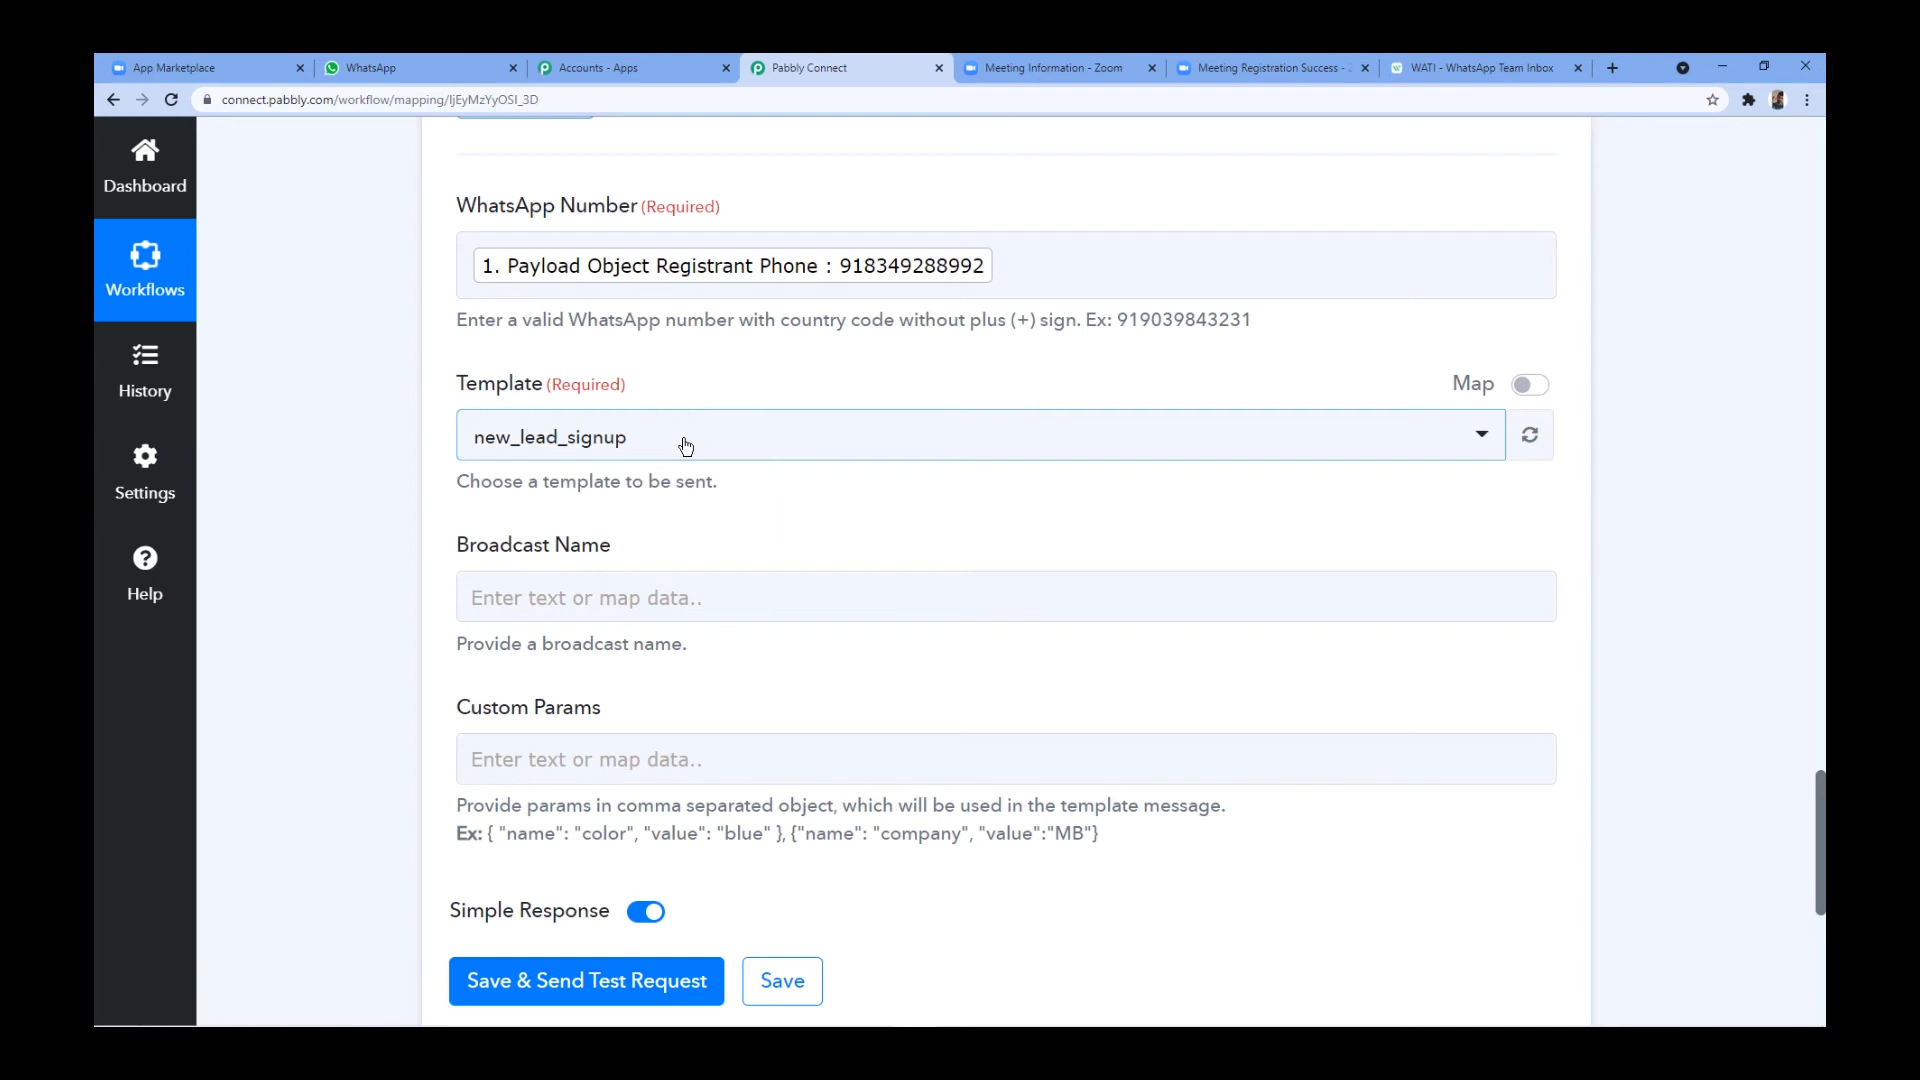 App Marketplace
WhatsApp
Accounts - Apps
Pabbly Connect
Meeting Information - Zoom
Meeting Registration Success -
WATI - WhatsApp Team Inbox
connect.pabbly.com/workflow/mapping/IjEyMzYyOSI_3D
Dashboard
Workflows
History
Settings
Help
WhatsApp Number (Required)
1. Payload Object Registrant Phone : 918349288992
Enter a valid WhatsApp number with country code without plus (+) sign. Ex: 919039843231
Template (Required)
Map
new_lead_signup
Choose a template to be sent.
Broadcast Name
Enter text or map data..
Provide a broadcast name.
Custom Params
Enter text or map data..
Provide params in comma separated object, which will be used in the template message.
Ex: { "name": "color", "value": "blue" }, {"name": "company", "value":"MB"}
Simple Response
Save & Send Test Request
Save